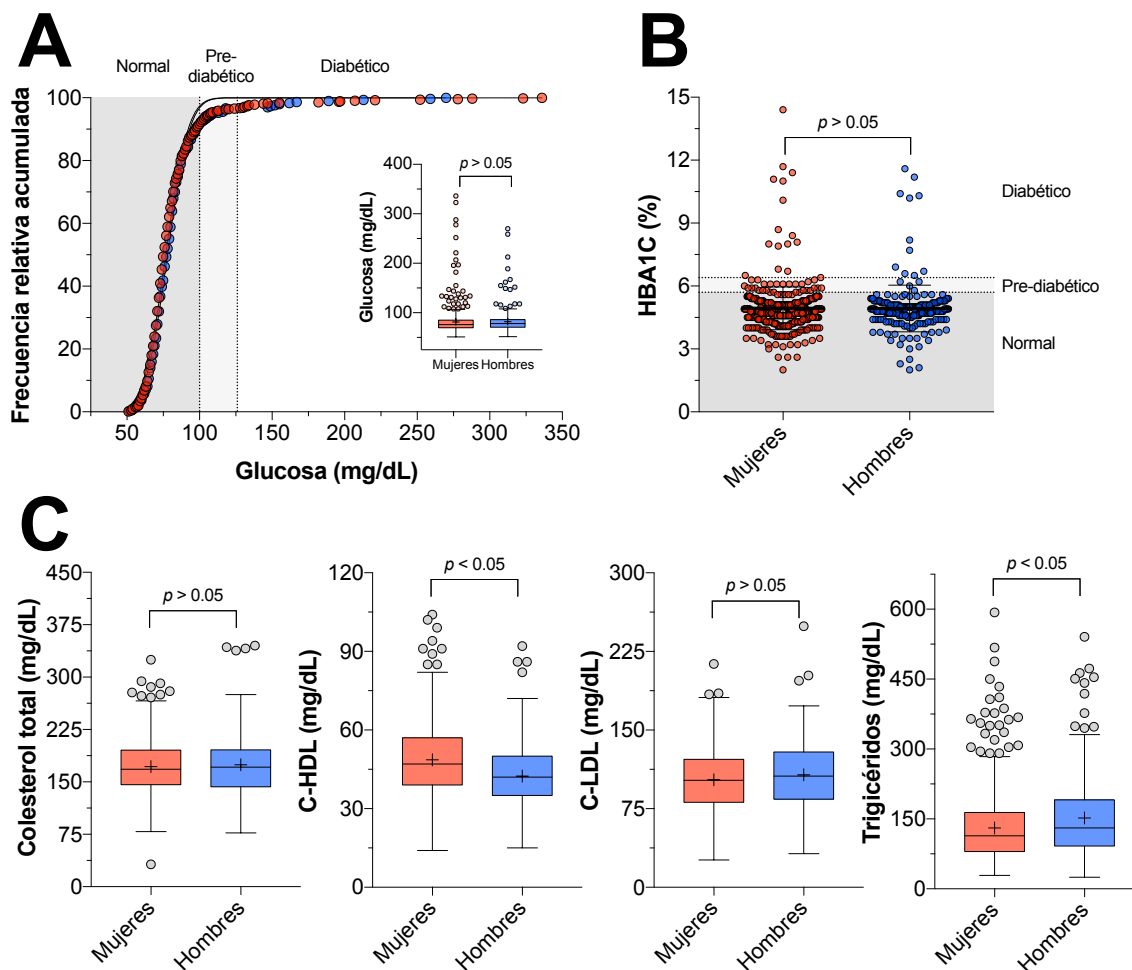 A
Normal
Pre-
diabético
Diabético
Frecuencia relativa acumulada
100
90
80
70
60
50
40
30
20
10
0
50
100
150
200
250
300
350
Glucosa (mg/dL)
p > 0.05
Glucosa (mg/dL)
400
300
200
100
Mujeres
Hombres
B
HBA1C (%)
15
12
9
6
3
0
p > 0.05
Diabético
Pre-diabético
Normal
Mujeres
Hombres
C
Colesterol total (mg/dL)
450
375
300
225
150
75
0
p > 0.05
Mujeres
Hombres
C-HDL (mg/dL)
120
90
60
30
0
p < 0.05
Mujeres
Hombres
C-LDL (mg/dL)
300
225
150
75
0
p > 0.05
Mujeres
Hombres
Trigicéridos (mg/dL)
600
450
300
150
0
p < 0.05
Mujeres
Hombres